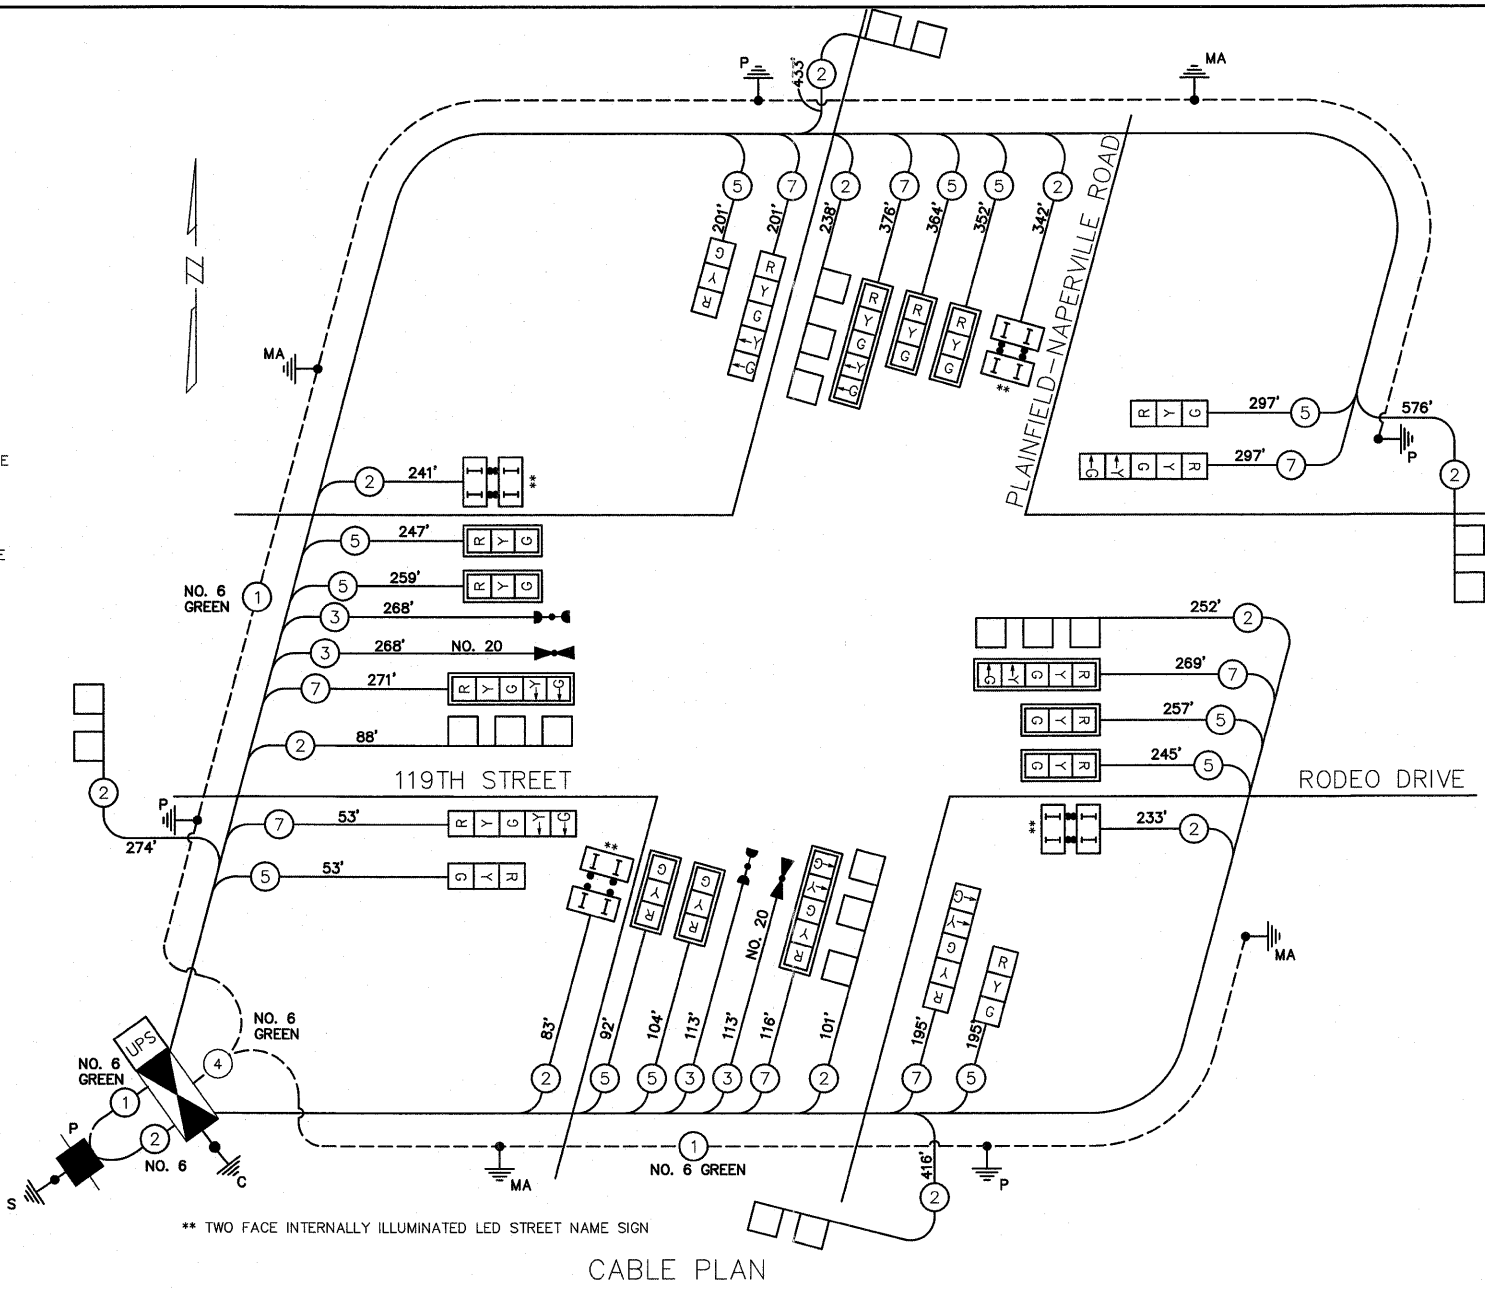 P
MA
433'
2
5
7
2
7
5
5
2
201'
201'
238'
376'
364'
352'
342'
PLAINFIELD-NAPERVILLE ROAD
G Y R
R Y G Y G
R Y G Y G
R Y G
R Y G
I I
I I
**
N
MA
E
E
R Y G
297'
5
576'
G Y G Y R
297'
7
P
2
2
241'
I I
I I
**
5
247'
R Y G
5
259'
R Y G
NO. 6
GREEN
1
3
268'
3
268'
NO. 20
7
271'
R Y G Y G
2
88'
252'
2
G Y G Y R
269'
7
G Y R
257'
5
G Y R
245'
5
119TH STREET
RODEO DRIVE
2
P
274'
7
53'
R Y G Y G
5
53'
G Y R
**
I I
I I
233'
2
**
I I
I I
G Y R
G Y R
NO. 20
G Y G Y R
G Y G Y R
R Y G
MA
83'
92'
104'
113'
113'
116'
101'
195'
195'
2
5
5
3
3
7
2
7
5
NO. 6
GREEN
UPS
4
NO. 6
GREEN
1
P
2
NO. 6
S
C
MA
1
NO. 6 GREEN
P
416'
2
** TWO FACE INTERNALLY ILLUMINATED LED STREET NAME SIGN
CABLE PLAN